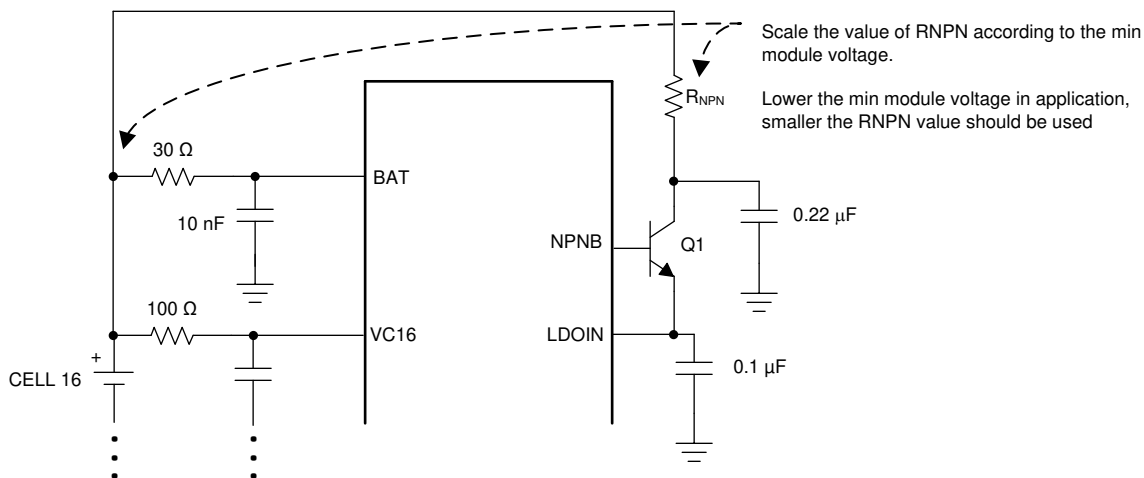 Scale the value of RNPN according to the min
module voltage.
Lower the min module voltage in application,
smaller the RNPN value should be used
RNPN
30 Ω
BAT
10 nF
0.22 μF
NPNB
Q1
100 Ω
VC16
LDOIN
+
CELL 16
0.1 µF